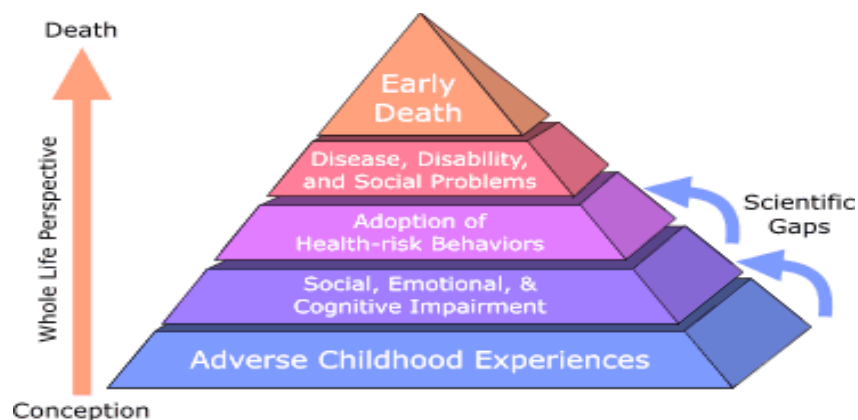 Death
Whole Life Perspective
Conception
Early
Death
Disease, Disability,
and Social Problems
Adoption of
Health-risk Behaviors
Social, Emotional, &
Cognitive Impairment
Adverse Childhood Experiences
Scientific
Gaps